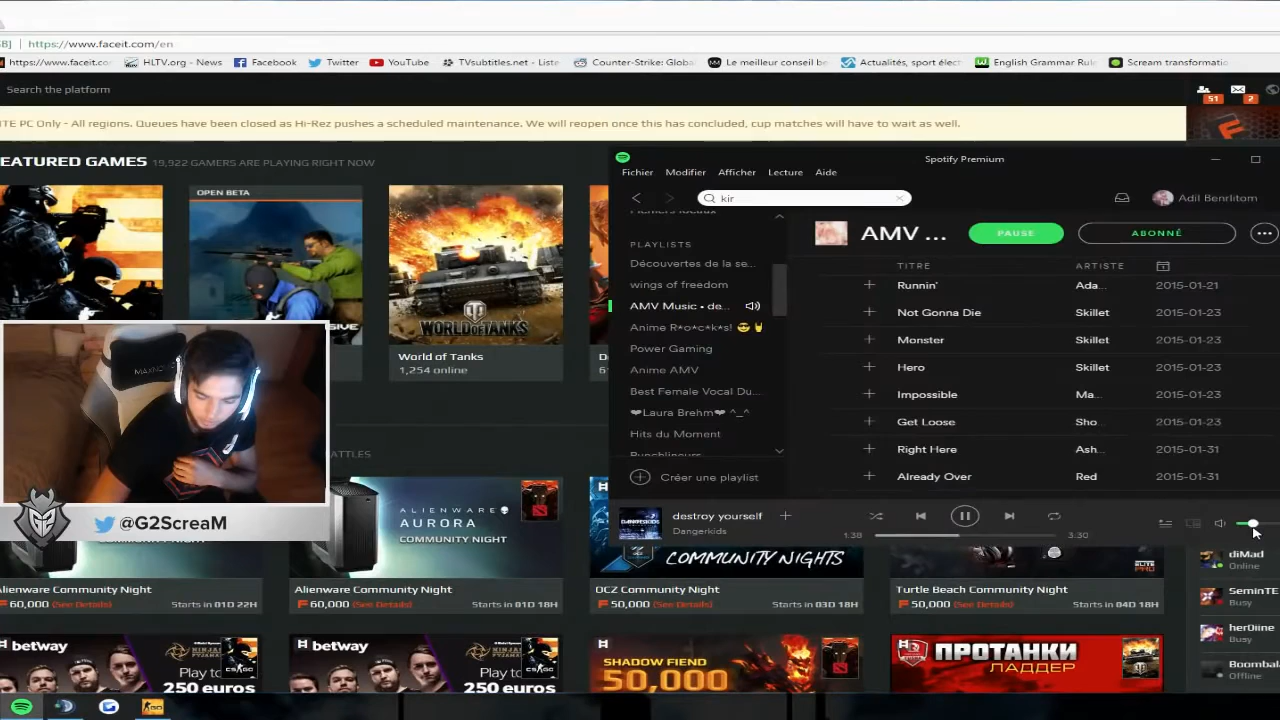 BJ | https://www.faceit.com/en
https://www.faceit.co HLTV.org - News Facebook Twitter YouTube TVsubtitles.net - Liste Counter-Strike: Globa Le meilleur conseil b Actualités, sport élect English Grammar Rule Scream transformatio
Search the platform
51 2
ITE PC Only - All regions. Queues have been closed as Hi-Rez pushes a scheduled maintenance. We will reopen once this has concluded, cup matches will have to wait as well.
EATURED GAMES 19,922 GAMERS ARE PLAYING RIGHT NOW
OPEN BETA
WORLD OF TANKS
World of Tanks
1,254 online
Spotify Premium
Fichier Modifier Afficher Lecture Aide
kir
Adil Benrlitom
PLAYLISTS
Découvertes de la se...
wings of freedom
AMV Music • de...
Anime R*o*c*k*s! 😎🤘
Power Gaming
Anime AMV
Best Female Vocal Du...
❤Laura Brehm❤ ^_^
Hits du Moment
Punchlineurs
Créer une playlist
AMV ... PAUSE ABONNÉ
TITRE ARTISTE
Runnin' Ada... 2015-01-21
Not Gonna Die Skillet 2015-01-23
Monster Skillet 2015-01-23
Hero Skillet 2015-01-23
Impossible Ma... 2015-01-23
Get Loose Sho... 2015-01-23
Right Here Ash... 2015-01-31
Already Over Red 2015-01-31
destroy yourself
Dangerkids
1:38 3:30
@G2ScreaM
ATTLES
ALIENWARE
AURORA
COMMUNITY NIGHT
COMMUNITY NIGHTS
Alienware Community Night
60,000 (See Details) Starts in 01D 22H
Alienware Community Night
60,000 (See Details) Starts in 01D 18H
OCZ Community Night
50,000 (See Details) Starts in 03D 18H
Turtle Beach Community Night
50,000 (See Details) Starts in 04D 18H
diMad
Online
SeminTE
Busy
herDiine
Busy
Boombal
Offline
betway
Play to
250 euros
betway
Play to
250 euros
SHADOW FIEND
50,000
ПРОТАНКИ
ЛАДДЕР